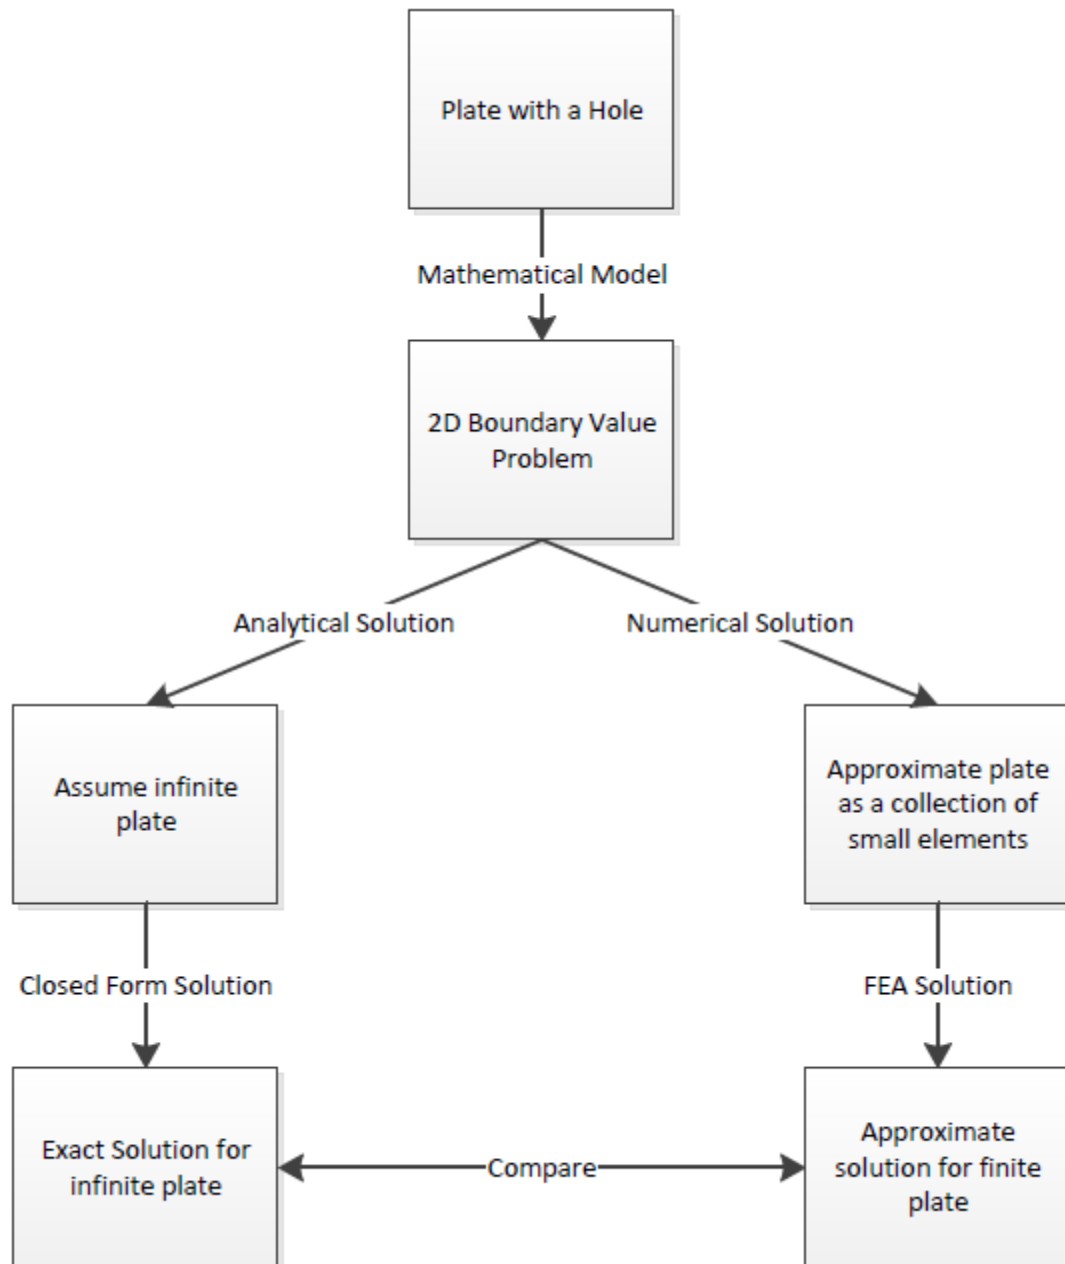 Plate with a Hole
Mathematical Model
2D Boundary Value
Problem
Analytical Solution
Numerical Solution
Assume infinite
plate
Approximate plate
as a collection of
small elements
Closed Form Solution
FEA Solution
Exact Solution for
infinite plate
Compare
Approximate
solution for finite
plate